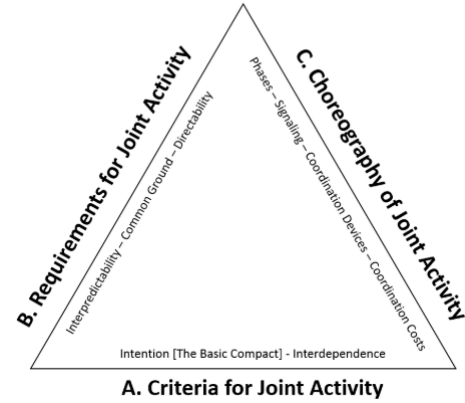 B. Requirements for Joint Activity
Interpredictability – Common Ground – Directability
C. Choreography of Joint Activity
Phases – Signaling – Coordination Devices – Coordination Costs
Intention [The Basic Compact] - Interdependence
A. Criteria for Joint Activity